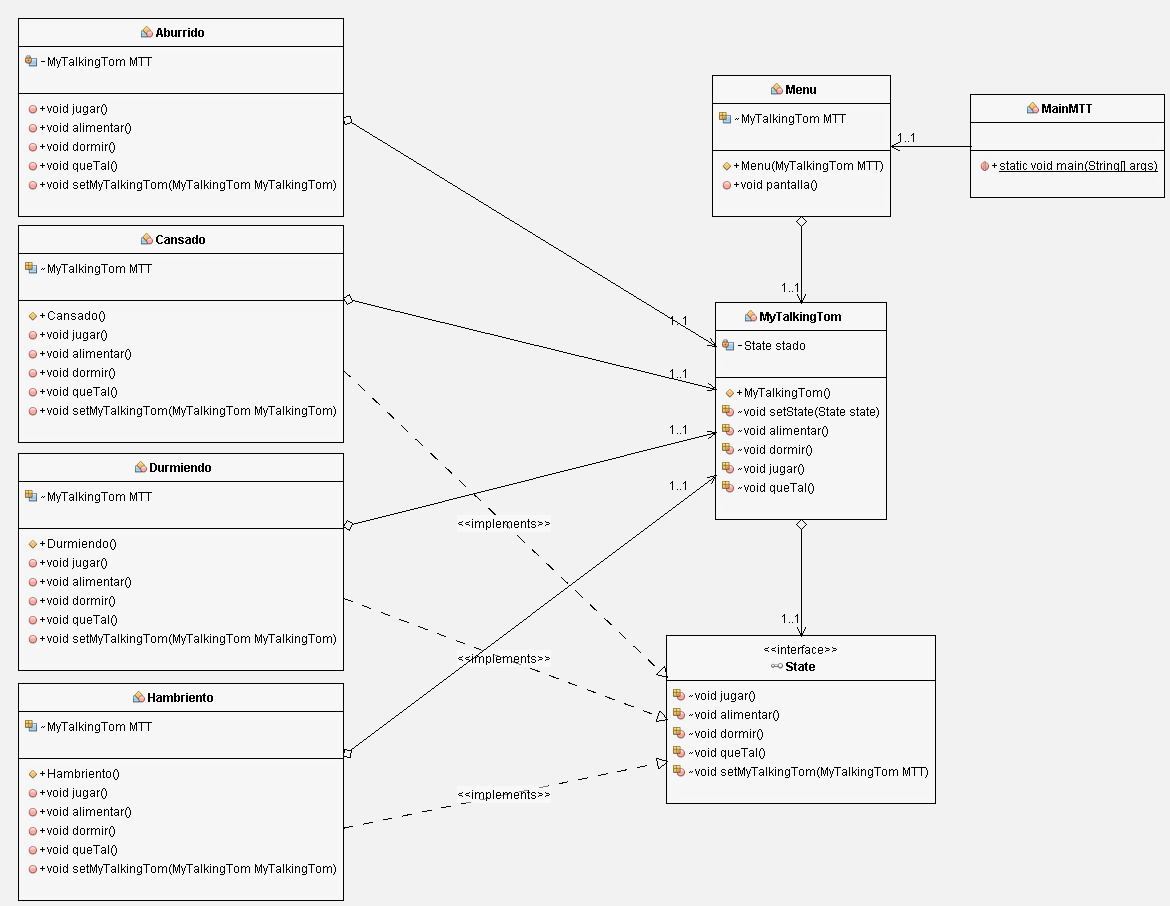 Aburrido
-MyTalkingTom MTT
+void jugar()
+void alimentar()
+void dormir()
+void queTal()
+void setMyTalkingTom(MyTalkingTom MyTalkingTom)
Cansado
~MyTalkingTom MTT
+Cansado()
+void jugar()
+void alimentar()
+void dormir()
+void queTal()
+void setMyTalkingTom(MyTalkingTom MyTalkingTom)
Durmiendo
~MyTalkingTom MTT
+Durmiendo()
+void jugar()
+void alimentar()
+void dormir()
+void queTal()
+void setMyTalkingTom(MyTalkingTom MyTalkingTom)
Hambriento
~MyTalkingTom MTT
+Hambriento()
+void jugar()
+void alimentar()
+void dormir()
+void queTal()
+void setMyTalkingTom(MyTalkingTom MyTalkingTom)
<<implements>>
<<implements>>
<<implements>>
1..1
1..1
1..1
1..1
Menu
~MyTalkingTom MTT
+Menu(MyTalkingTom MTT)
+void pantalla()
1..1
MainMTT
+static void main(String[] args)
1..1
MyTalkingTom
-State stado
+MyTalkingTom()
~void setState(State state)
~void alimentar()
~void dormir()
~void jugar()
~void queTal()
1..1
<<interface>>
State
~void jugar()
~void alimentar()
~void dormir()
~void queTal()
~void setMyTalkingTom(MyTalkingTom MTT)